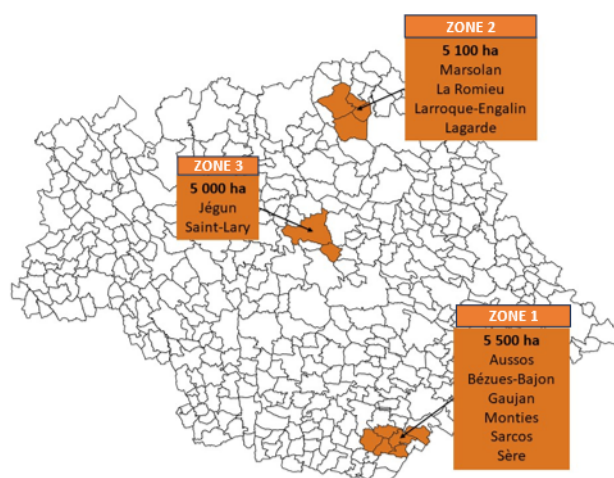 ZONE 2
5 100 ha
Marsolan
La Romieu
Larroque-Engalin
Lagarde
ZONE 3
5 000 ha
Jégun
Saint-Lary
ZONE 1
5 500 ha
Aussos
Bézues-Bajon
Gaujan
Monties
Sarcos
Sère